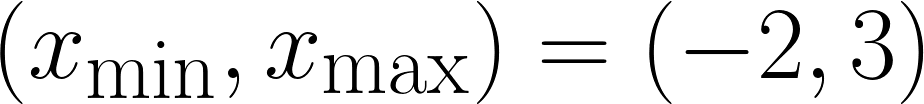 (x_min, x_max) = (−2, 3)